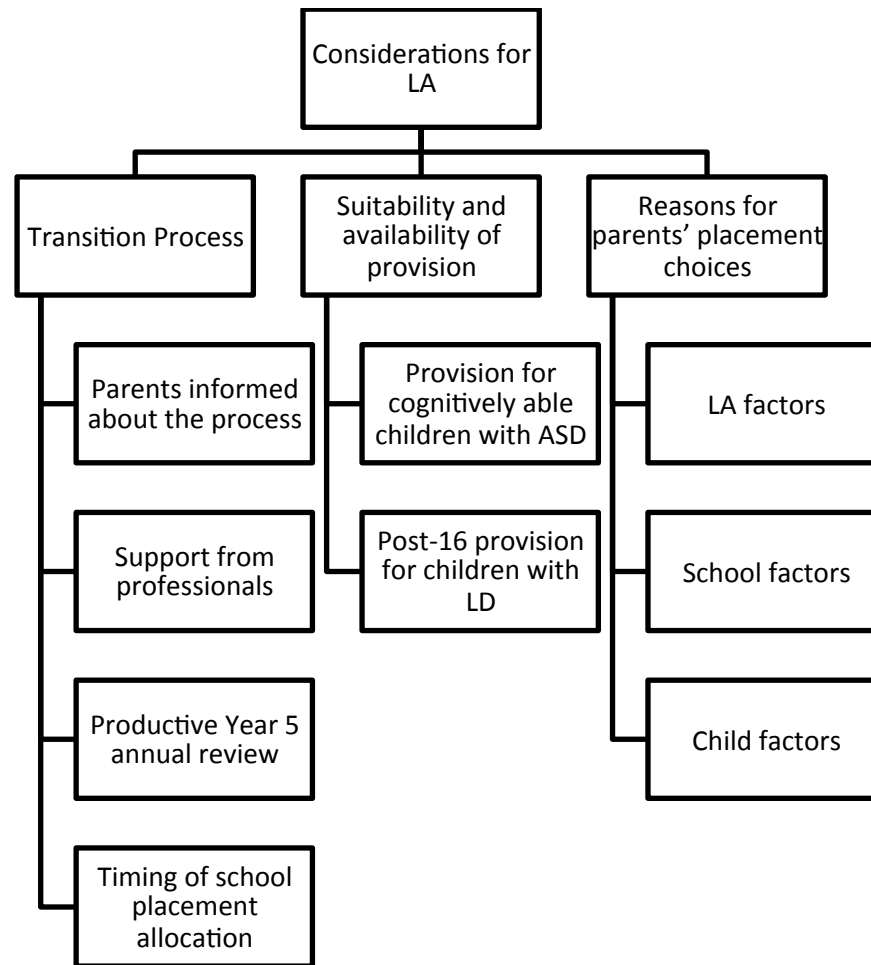 Considerations for
LA
Transition Process
Suitability and
availability of
provision
Reasons for
parents’ placement
choices
Parents informed
about the process
Support from
professionals
Productive Year 5
annual review
Timing of school
placement
allocation
Provision for
cognitively able
children with ASD
Post-16 provision
for children with
LD
LA factors
School factors
Child factors